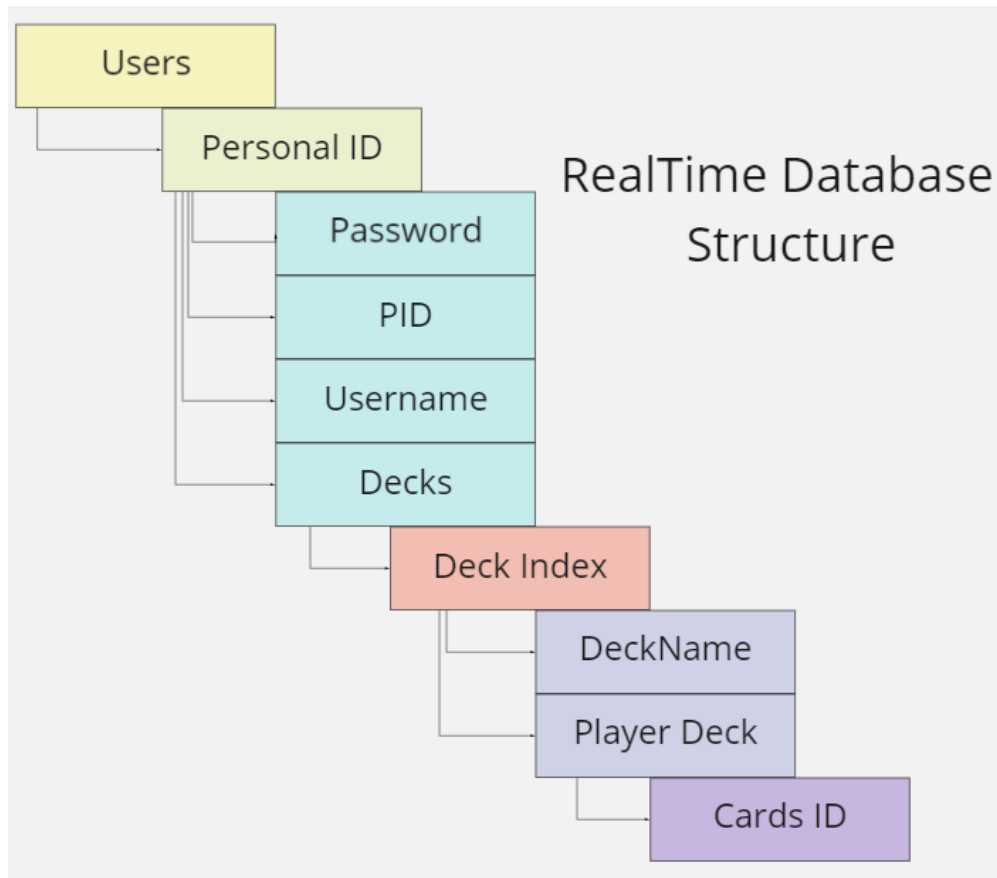 Users
Personal ID
RealTime Database
Structure
Password
PID
Username
Decks
Deck Index
DeckName
Player Deck
Cards ID